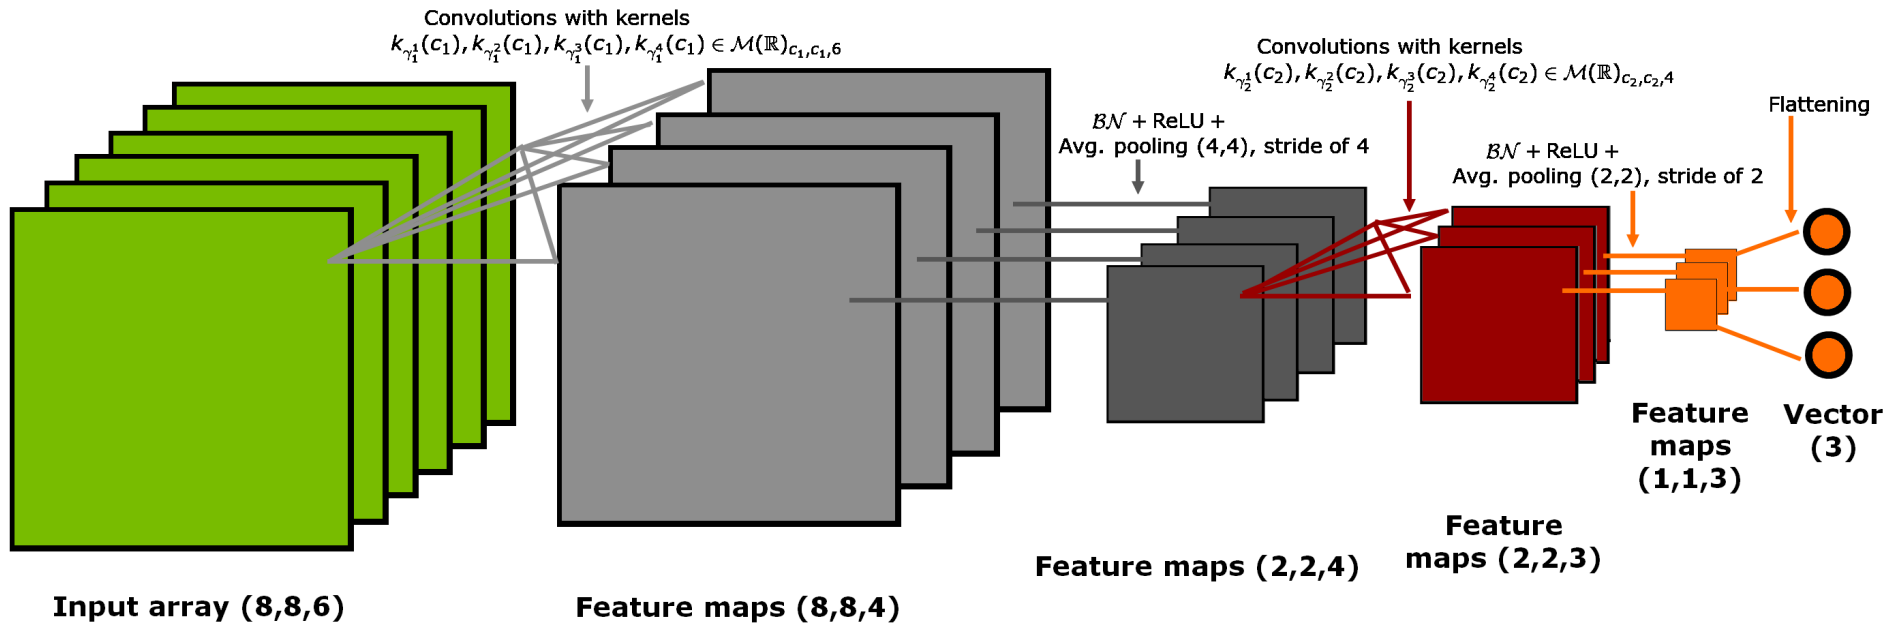 Convolutions with kernels
k_{γ_1^1}(c_1), k_{γ_1^2}(c_1), k_{γ_1^3}(c_1), k_{γ_1^4}(c_1) ∈ ℳ(ℝ)_{c_1,c_1,6}
Convolutions with kernels
k_{γ_2^1}(c_2), k_{γ_2^2}(c_2), k_{γ_2^3}(c_2), k_{γ_2^4}(c_2) ∈ ℳ(ℝ)_{c_2,c_2,4}
Flattening
ℬ𝒩 + ReLU +
Avg. pooling (4,4), stride of 4
ℬ𝒩 + ReLU +
Avg. pooling (2,2), stride of 2
Feature
maps
(1,1,3)
Vector
(3)
Feature
maps (2,2,3)
Feature maps (2,2,4)
Input array (8,8,6)
Feature maps (8,8,4)